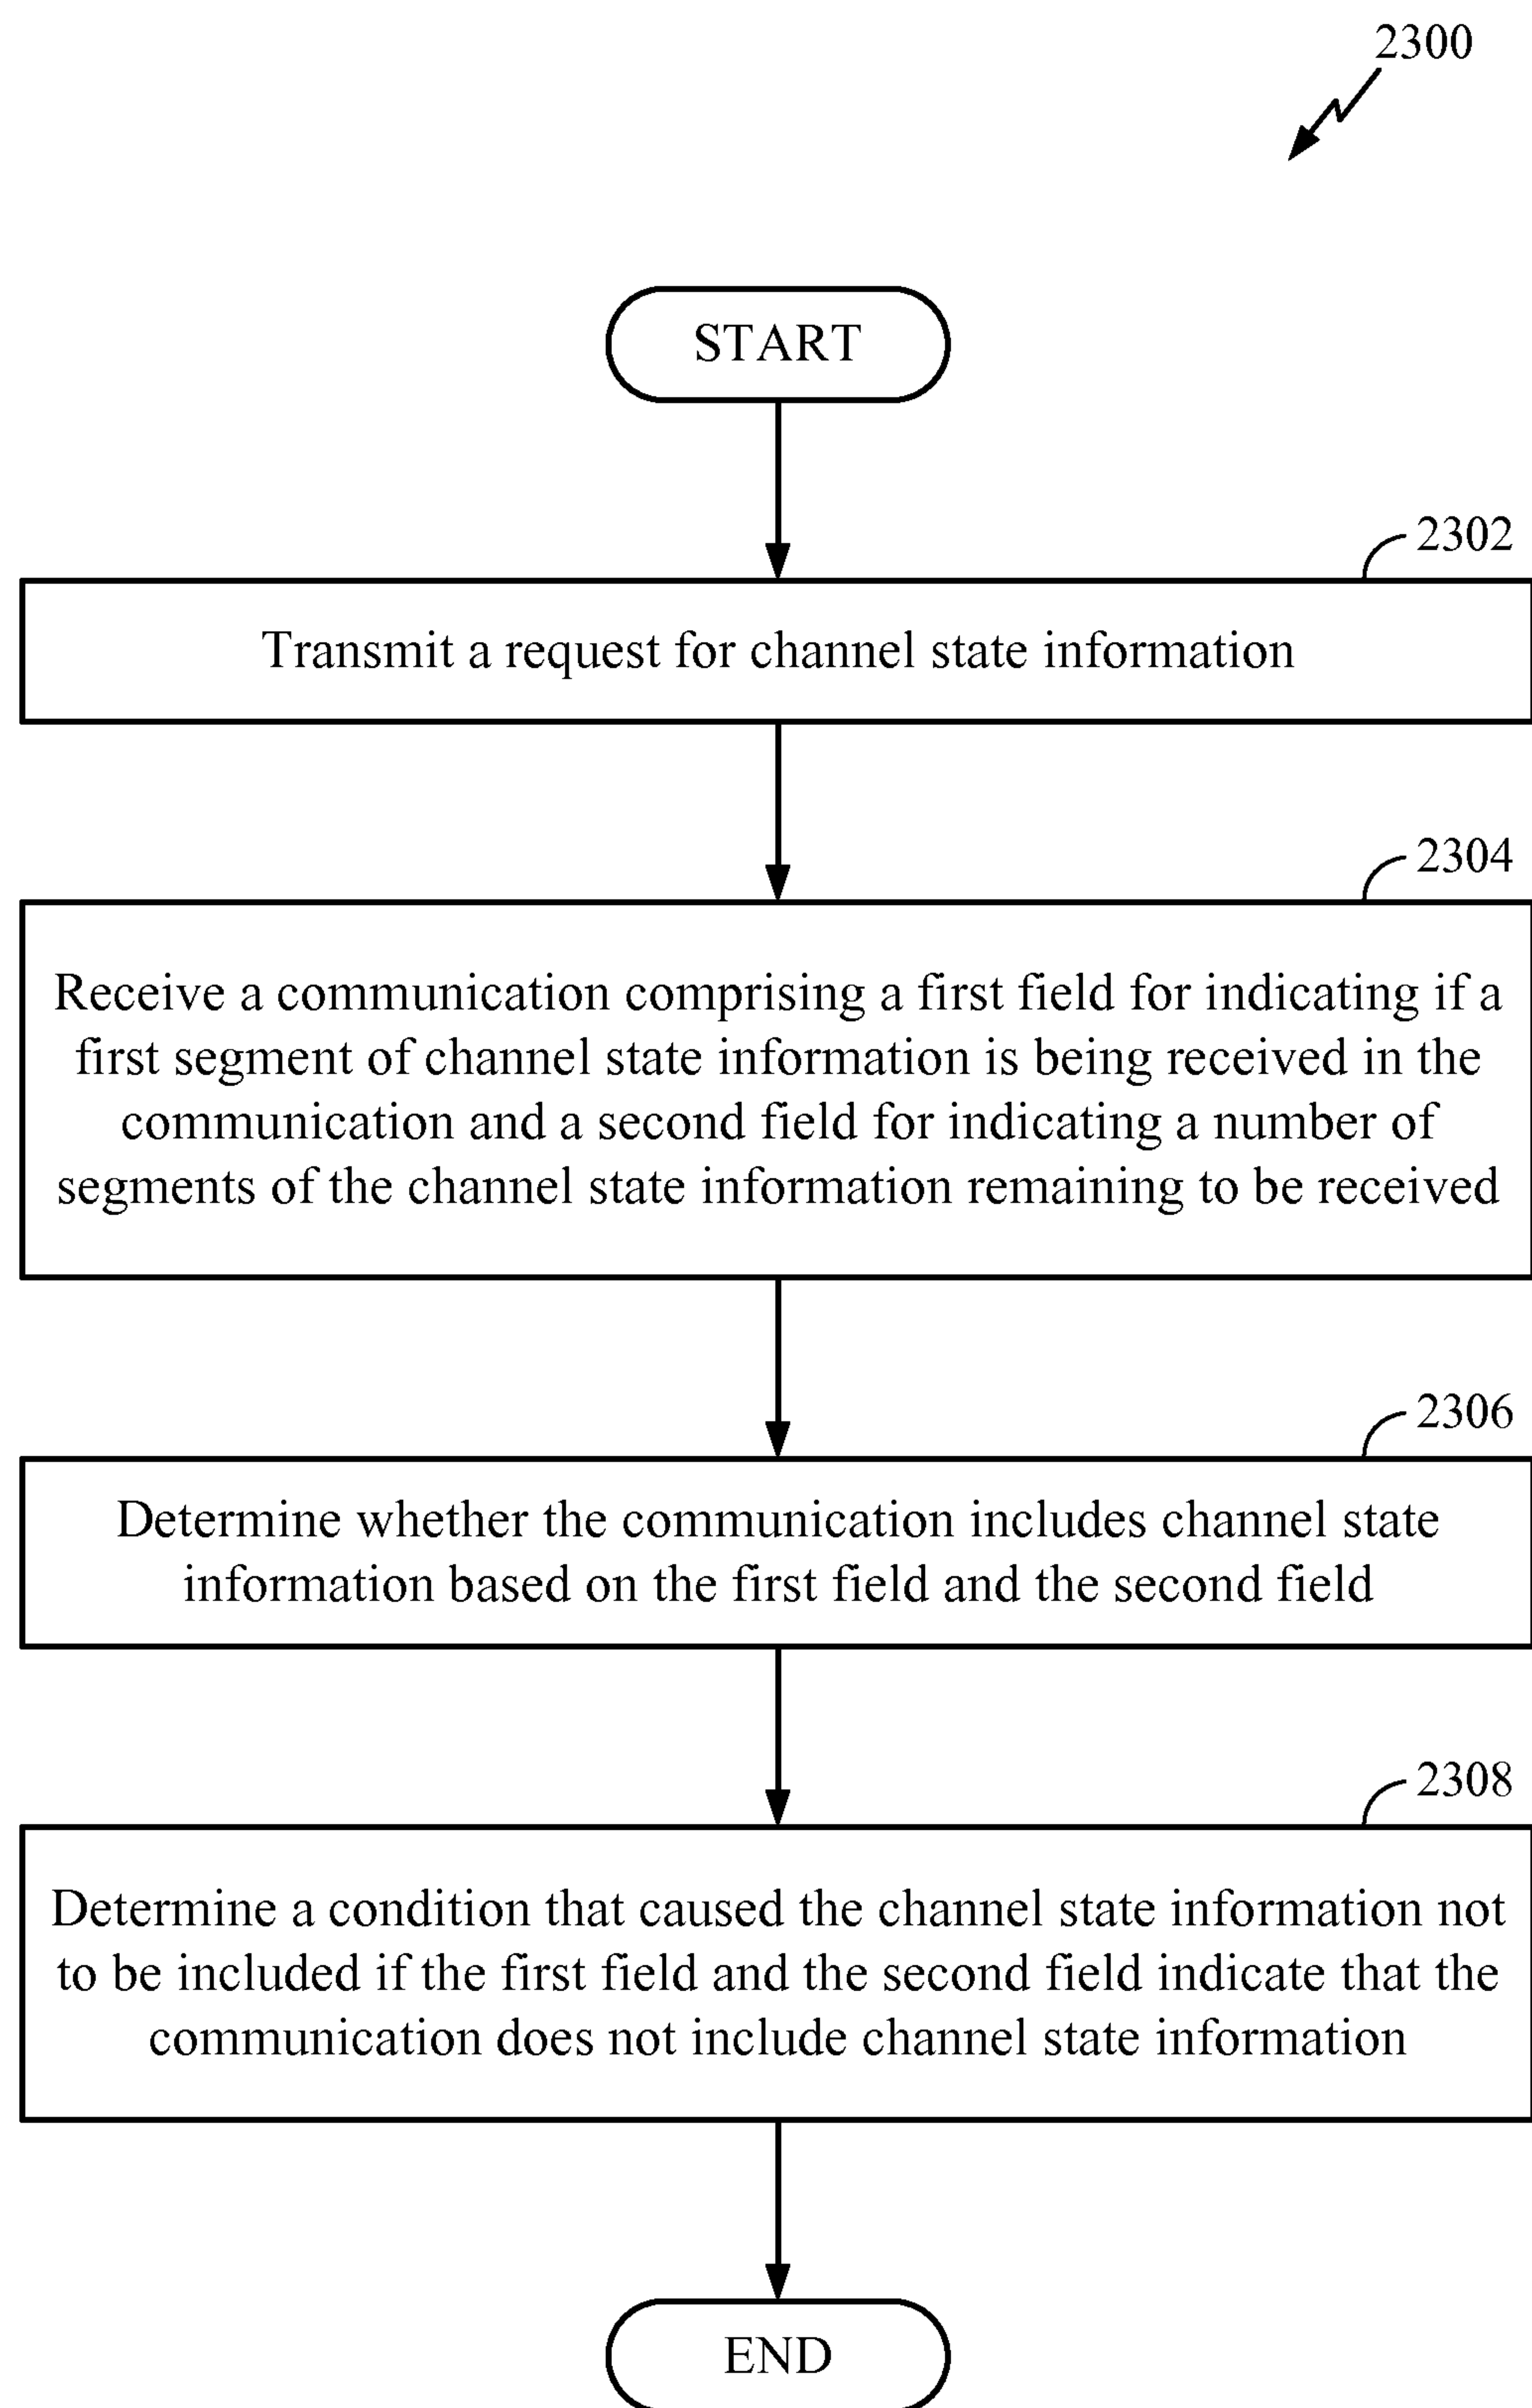 2300
START
2302
Transmit a request for channel state information
2304
Receive a communication comprising a first field for indicating if a
first segment of channel state information is being received in the
communication and a second field for indicating a number of
segments of the channel state information remaining to be received
2306
Determine whether the communication includes channel state
information based on the first field and the second field
2308
Determine a condition that caused the channel state information not
to be included if the first field and the second field indicate that the
communication does not include channel state information
END